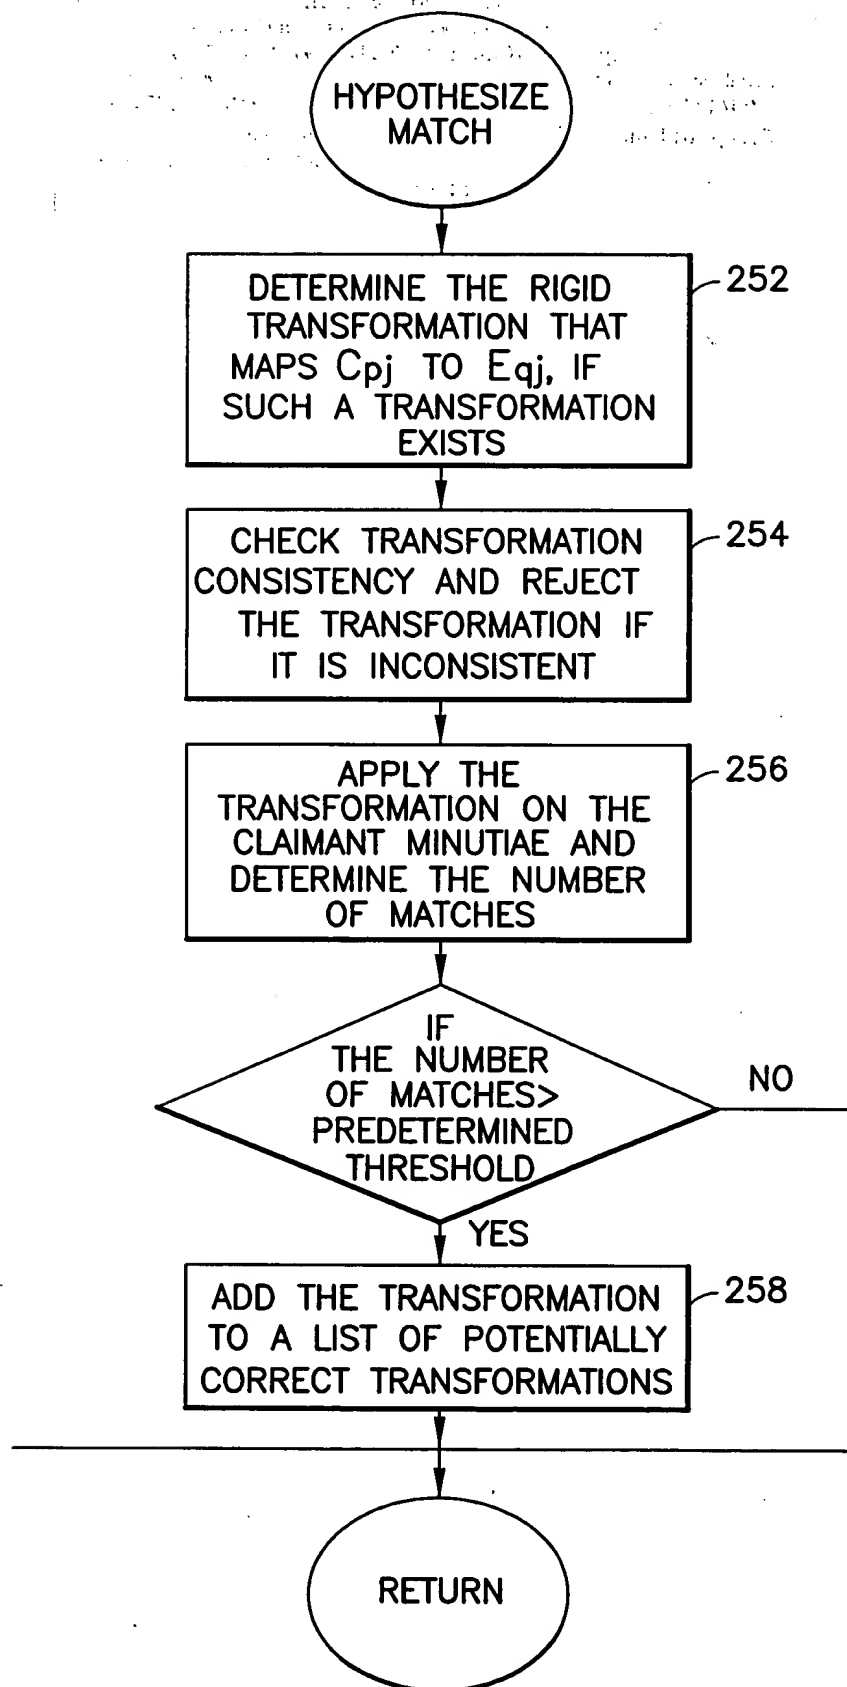 HYPOTHESIZE
MATCH
252
DETERMINE THE RIGID
TRANSFORMATION THAT
MAPS Cpj TO Eqj, IF
SUCH A TRANSFORMATION
EXISTS
254
CHECK TRANSFORMATION
CONSISTENCY AND REJECT
THE TRANSFORMATION IF
IT IS INCONSISTENT
256
APPLY THE
TRANSFORMATION ON THE
CLAIMANT MINUTIAE AND
DETERMINE THE NUMBER
OF MATCHES
IF
THE NUMBER
OF MATCHES>
PREDETERMINED
THRESHOLD
NO
YES
258
ADD THE TRANSFORMATION
TO A LIST OF POTENTIALLY
CORRECT TRANSFORMATIONS
RETURN